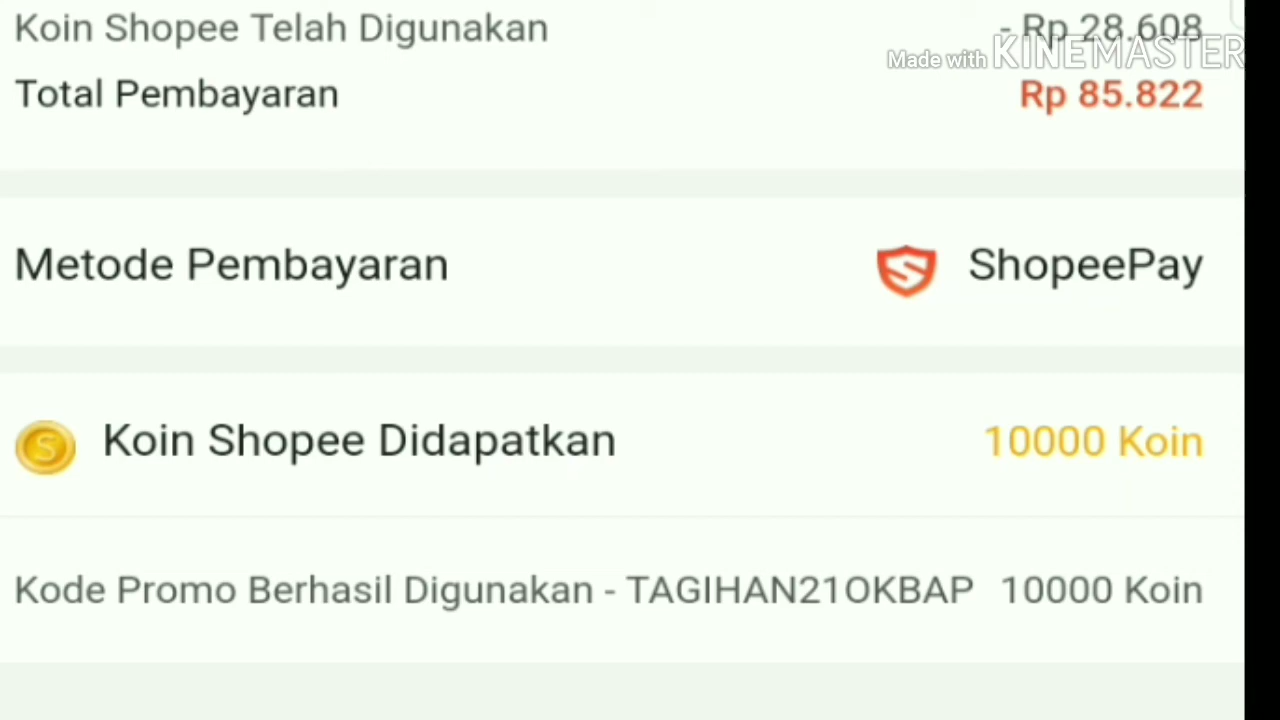 Koin Shopee Telah Digunakan - Rp 28.608
Made with KINEMASTER
Total Pembayaran Rp 85.822
Metode Pembayaran ShopeePay
Koin Shopee Didapatkan 10000 Koin
Kode Promo Berhasil Digunakan - TAGIHAN21OKBAP 10000 Koin